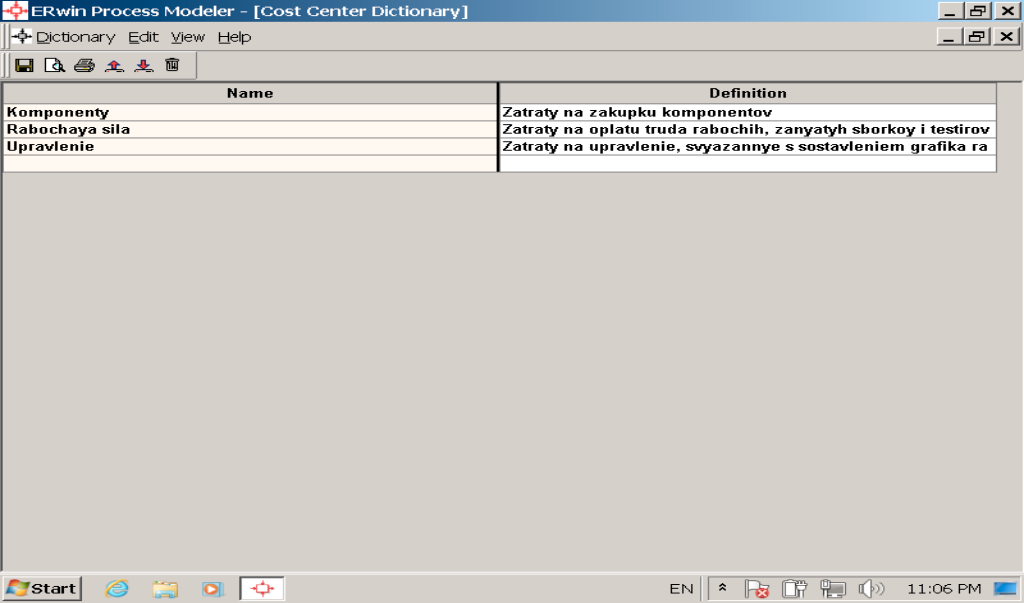 ERwin Process Modeler - [Cost Center Dictionary]
Dictionary Edit View Help
Name Definition
Komponenty Zatraty na zakupku komponentov
Rabochaya sila Zatraty na oplatu truda rabochih, zanyatyh sborkoy i testirov
Upravlenie Zatraty na upravlenie, svyazannye s sostavleniem grafika ra
Start EN 11:06 PM